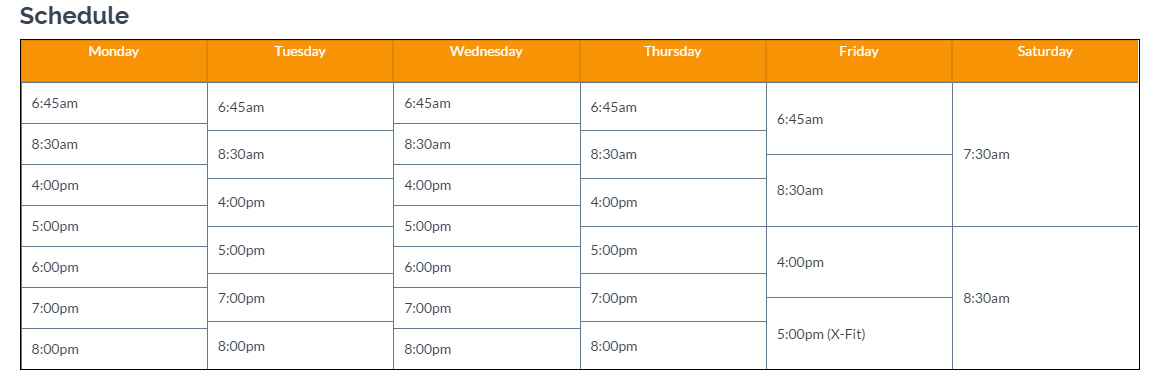 Schedule
Monday Tuesday Wednesday Thursday Friday Saturday
6:45am 6:45am 6:45am 6:45am 6:45am 7:30am
8:30am 8:30am 8:30am 8:30am 8:30am 8:30am
4:00pm 4:00pm 4:00pm 4:00pm 4:00pm
5:00pm 5:00pm 5:00pm 5:00pm 5:00pm (X-Fit)
6:00pm 7:00pm 6:00pm 7:00pm
7:00pm 8:00pm 7:00pm 8:00pm
8:00pm 8:00pm